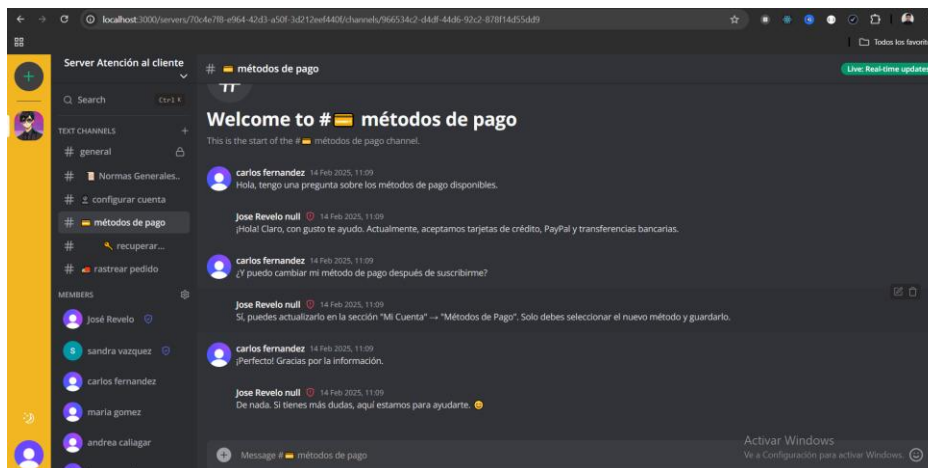 localhost:3000/servers/70c4e7f8-e964-42d3-a50f-3d212eef440f/channels/966534c2-d4df-44d6-92c2-878f14d55dd9
Todos los favorit
Server Atención al cliente
# métodos de pago
Live: Real-time updates
Search Ctrl K
TEXT CHANNELS
# general
# Normas Generales..
# configurar cuenta
# métodos de pago
# recuperar...
# rastrear pedido
MEMBERS
José Revelo
S sandra vazquez
carlos fernandez
maria gomez
andrea caliagar
#
Welcome to # métodos de pago
This is the start of the # métodos de pago channel.
carlos fernandez 14 Feb 2025, 11:09
Hola, tengo una pregunta sobre los métodos de pago disponibles.
Jose Revelo null 14 Feb 2025, 11:09
¡Hola! Claro, con gusto te ayudo. Actualmente, aceptamos tarjetas de crédito, PayPal y transferencias bancarias.
carlos fernandez 14 Feb 2025, 11:09
¿Y puedo cambiar mi método de pago después de suscribirme?
Jose Revelo null 14 Feb 2025, 11:09
Sí, puedes actualizarlo en la sección "Mi Cuenta" → "Métodos de Pago". Solo debes seleccionar el nuevo método y guardarlo.
carlos fernandez 14 Feb 2025, 11:09
¡Perfecto! Gracias por la información.
Jose Revelo null 14 Feb 2025, 11:09
De nada. Si tienes más dudas, aquí estamos para ayudarte. 😊
Message # métodos de pago
Activar Windows
Ve a Configuración para activar Windows.